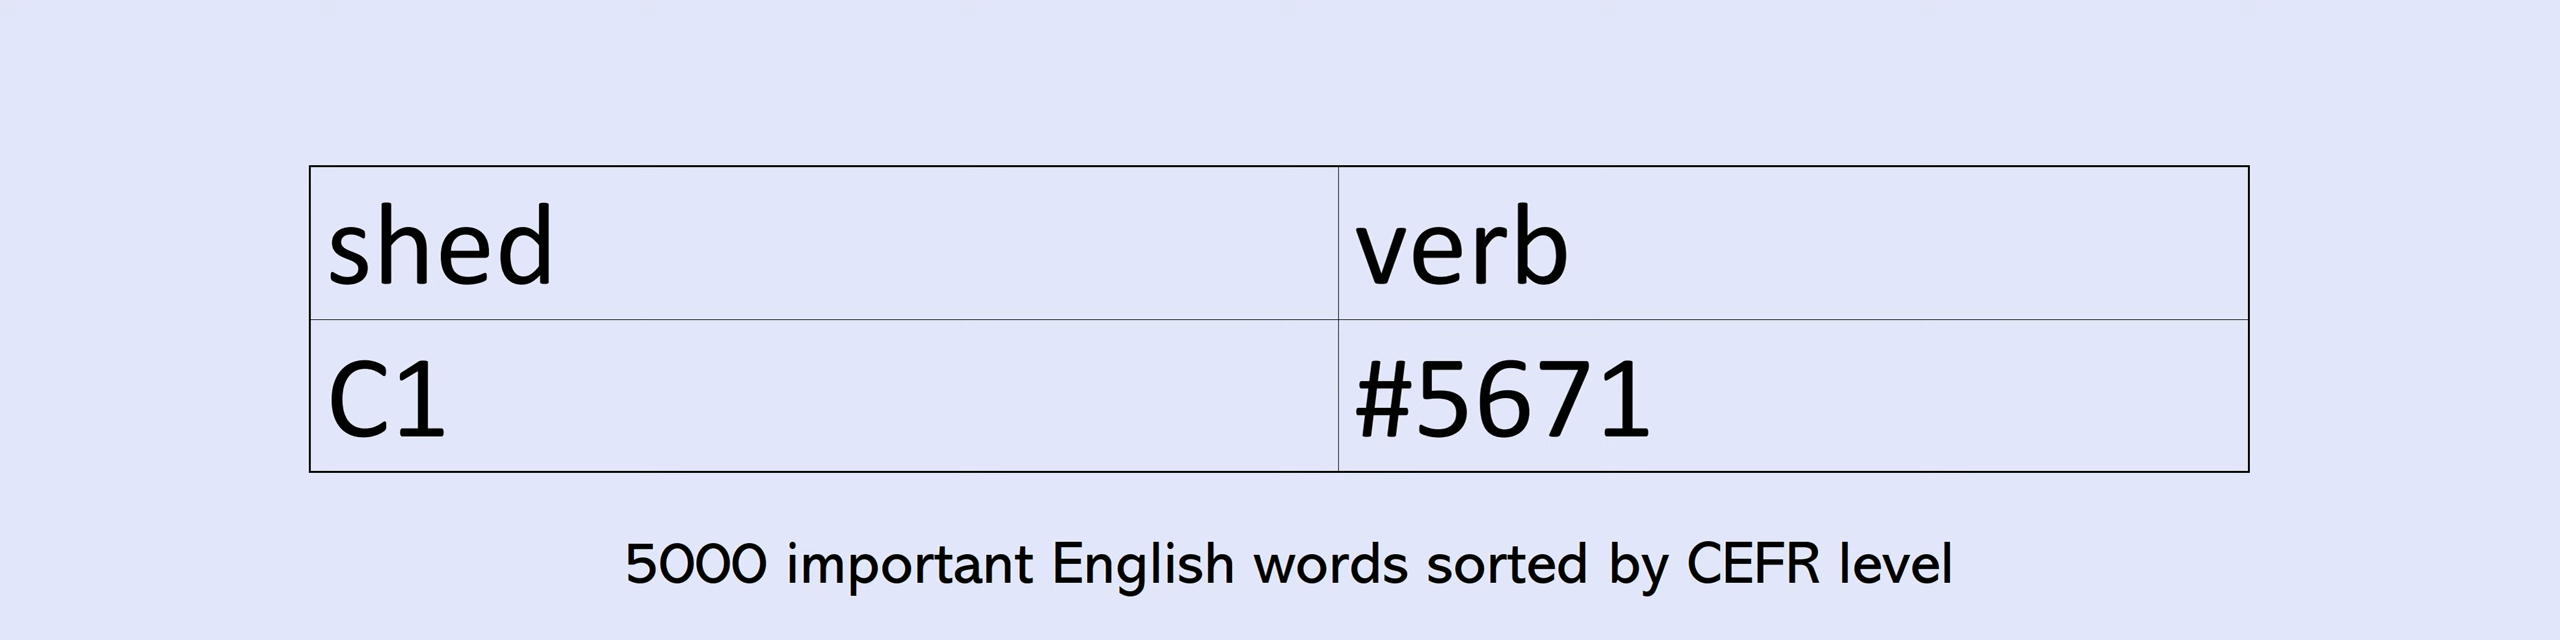 shed verb
C1 #5671
5000 important English words sorted by CEFR level